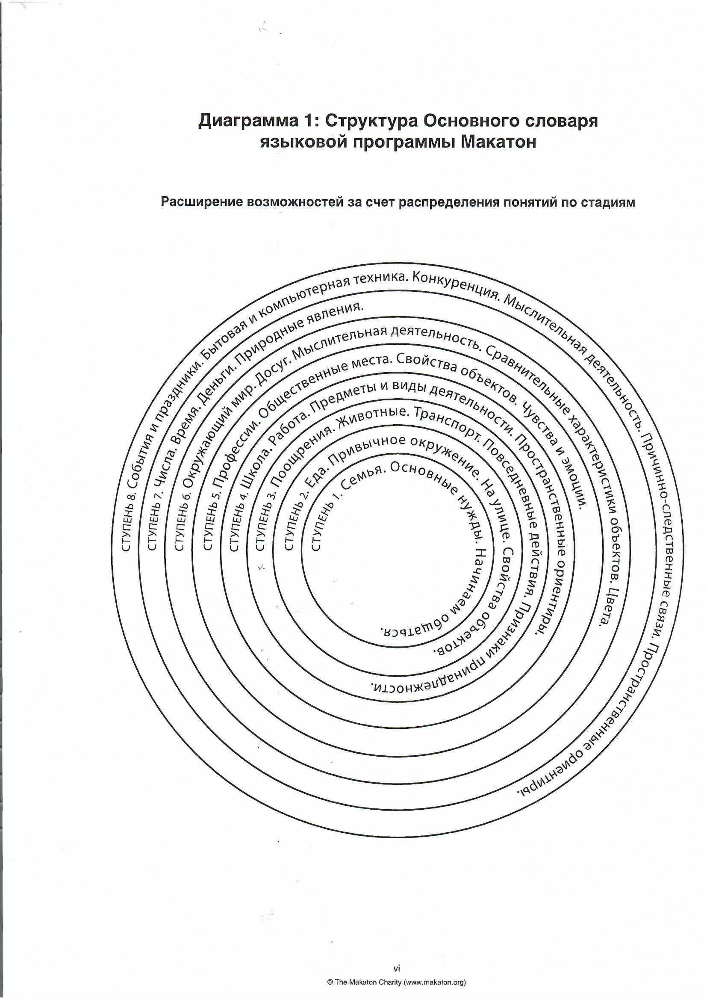 Диаграмма 1: Структура Основного словаря
языковой программы Макатон
Расширение возможностей за счет распределения понятий по стадиям
СТУПЕНЬ 8. События и праздники. Бытовая и компьютерная техника. Конкуренция. Мыслительная деятельность. Причинно-следственные связи. Пространственные ориентиры.
СТУПЕНЬ 7. Числа. Время. Деньги. Природные явления.
СТУПЕНЬ 6. Окружающий мир. Досуг. Мыслительная деятельность. Сравнительные характеристики объектов. Цвета.
СТУПЕНЬ 5. Профессии. Общественные места. Свойства объектов. Чувства и эмоции.
СТУПЕНЬ 4. Школа. Работа. Предметы и виды деятельности. Пространственные ориентиры.
СТУПЕНЬ 3. Поощрения. Животные. Транспорт. Повседневные действия. Признаки принадлежности.
СТУПЕНЬ 2. Еда. Привычное окружение. На улице. Свойства объектов.
СТУПЕНЬ 1. Семья. Основные нужды. Начинаем общаться.
vi
© The Makaton Charity (www.makaton.org)